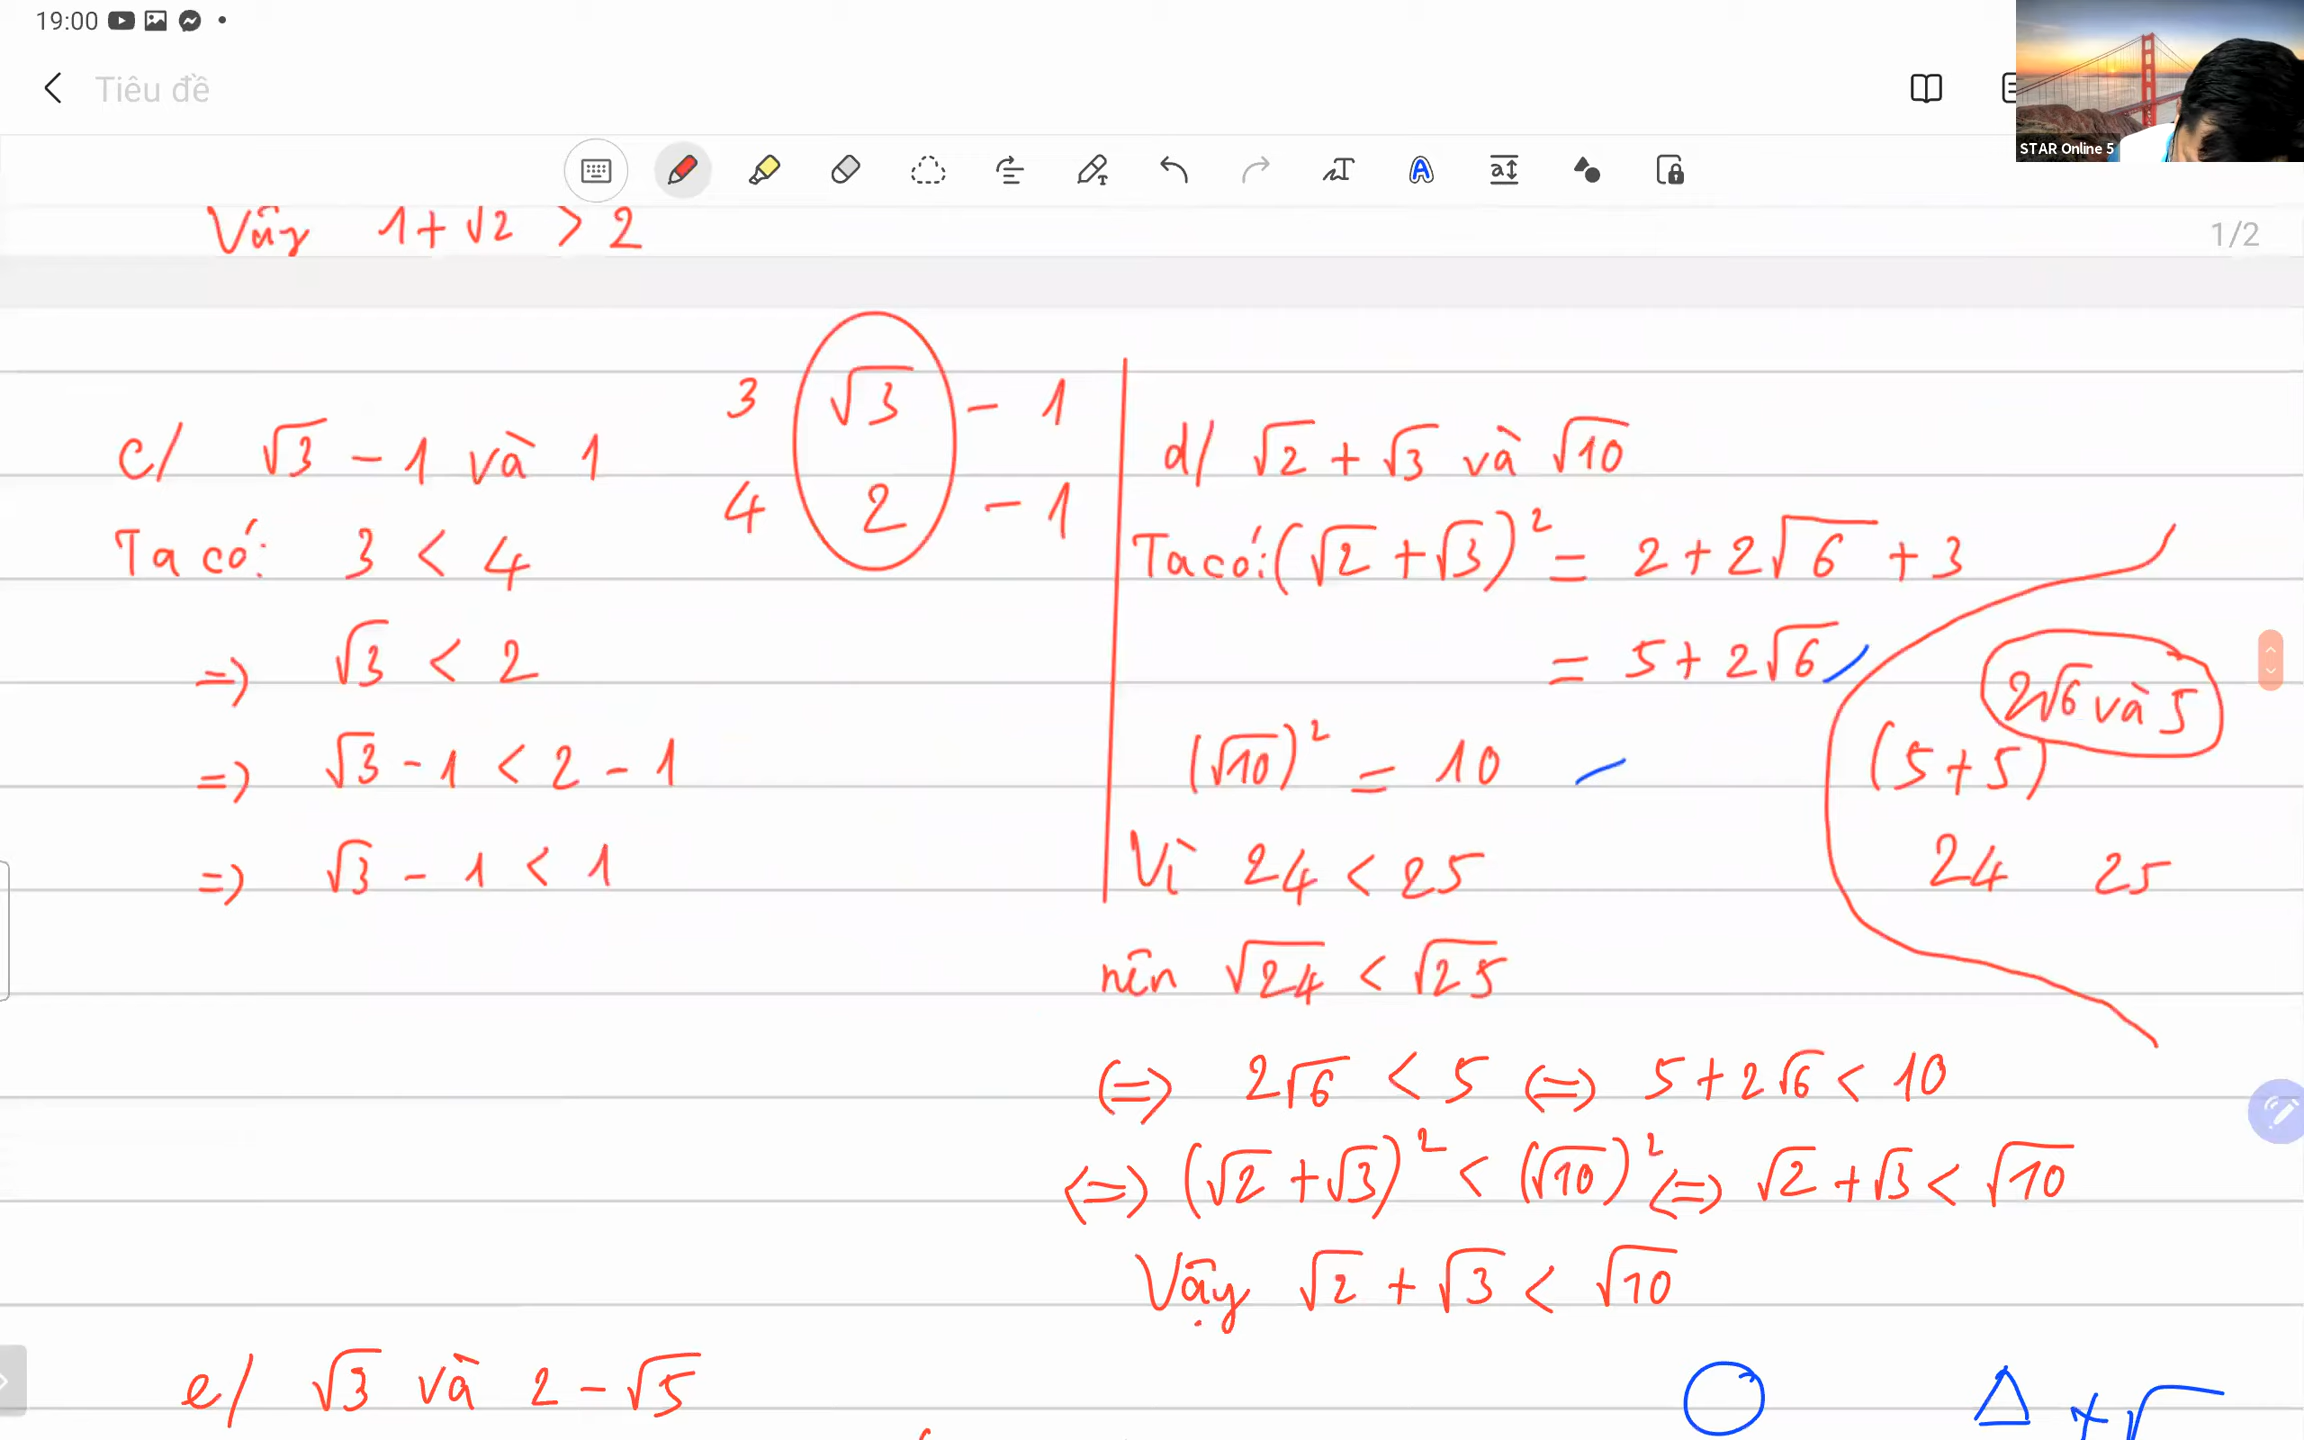 19:00
Tiêu đề
STAR Online 5
Vây 1 + √2 > 2
1/2
c/ √3 - 1 và 1
3 √3 - 1
4 2 - 1
Ta có: 3 < 4
=) √3 < 2
=) √3 - 1 < 2 - 1
=) √3 - 1 < 1
d/ √2 + √3 và √10
Ta có: (√2 + √3)² = 2 + 2√6 + 3
= 5 + 2√6
(√10)² = 10
2√6 và 5
(5 + 5)
24 25
Vì 24 < 25
nên √24 < √25
(=) 2√6 < 5 (=) 5 + 2√6 < 10
(=) (√2 + √3)² < (√10)² (=) √2 + √3 < √10
Vậy √2 + √3 < √10
e/ √3 và 2 - √5
Δ + √